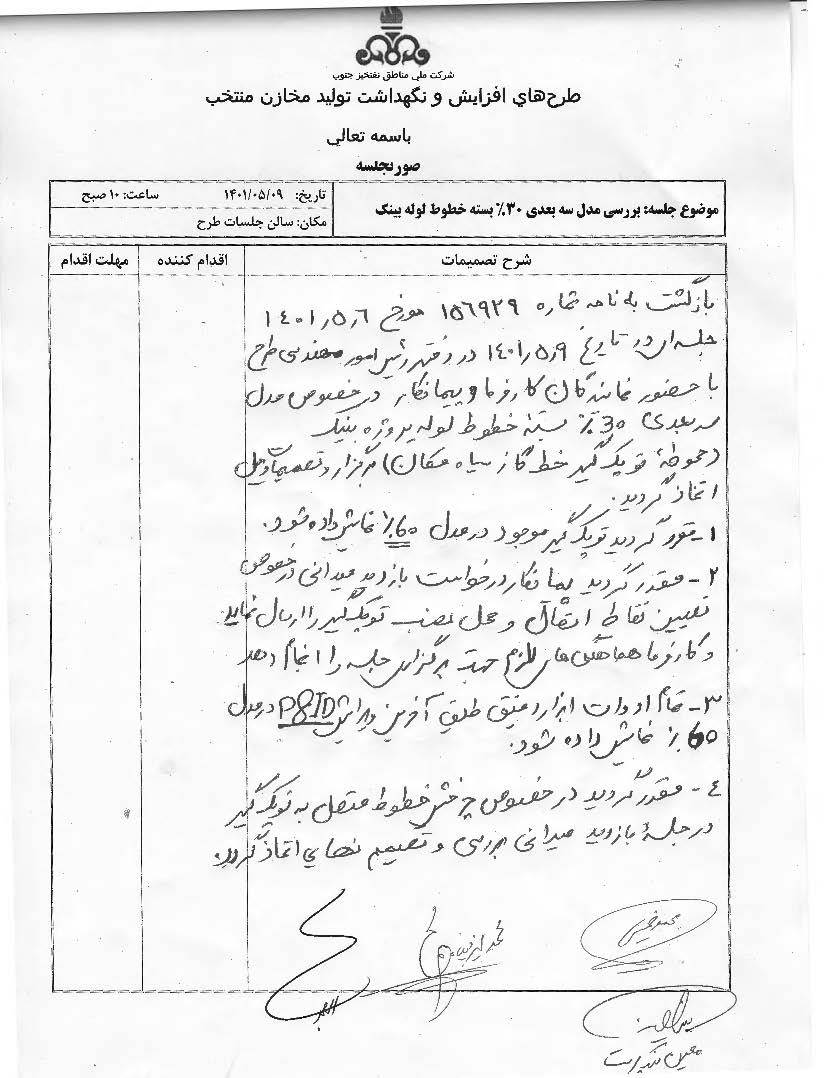 شرکت ملی مناطق نفتخیز جنوب
طرح‌هاي افزایش و نگهداشت تولید مخازن منتخب
باسمه تعالي
صورتجلسه
موضوع جلسه: بررسی مدل سه بعدی ۳۰٪ بسته خطوط لوله بینک
تاریخ: ۱۴۰۱/۰۵/۰۹ ساعت: ۱۰ صبح
مکان: سالن جلسات طرح
شرح تصمیمات اقدام کننده مهلت اقدام
بازگشت به نامه شماره ۱۵۶۹۲۹ مورخ ۱۴۰۱٫۵٫۶
جلسه‌ای در تاریخ ۱۴۰۱٫۵٫۹ در دفتر رئیس امور مهندسی طرح
با حضور نمایندگان کارفرما و پیمانکار در خصوص مدل
سه بعدی 30٪ بستهٔ خطوط لوله پروژه بینک
(محوطهٔ توپک‌گیر خط گاز سیاه مکان) برگزار و تصمیمات ذیل
اتخاذ گردید.
۱- مقرر گردید توپک‌گیر موجود در مدل 60٪ نمایش داده شود.
۲- مقرر گردید پیمانکار درخواست بازدید میدانی در خصوص
تعیین نقاط انتقال و محل نصب توپک‌گیر را ارسال نماید
و کارفرما هماهنگی‌های لازم جهت برگزاری جلسه را انجام دهد
۳- تمام ادوات ابزار دقیق طبق آخرین ویرایش P&ID در مدل
60٪ نمایش داده شود.
٤- مقرر گردید در خصوص چرخش خطوط متصل به توپک‌گیر
در جلسهٔ بازدید میدانی بررسی و تصمیم نهایی اتخاذ گردد.